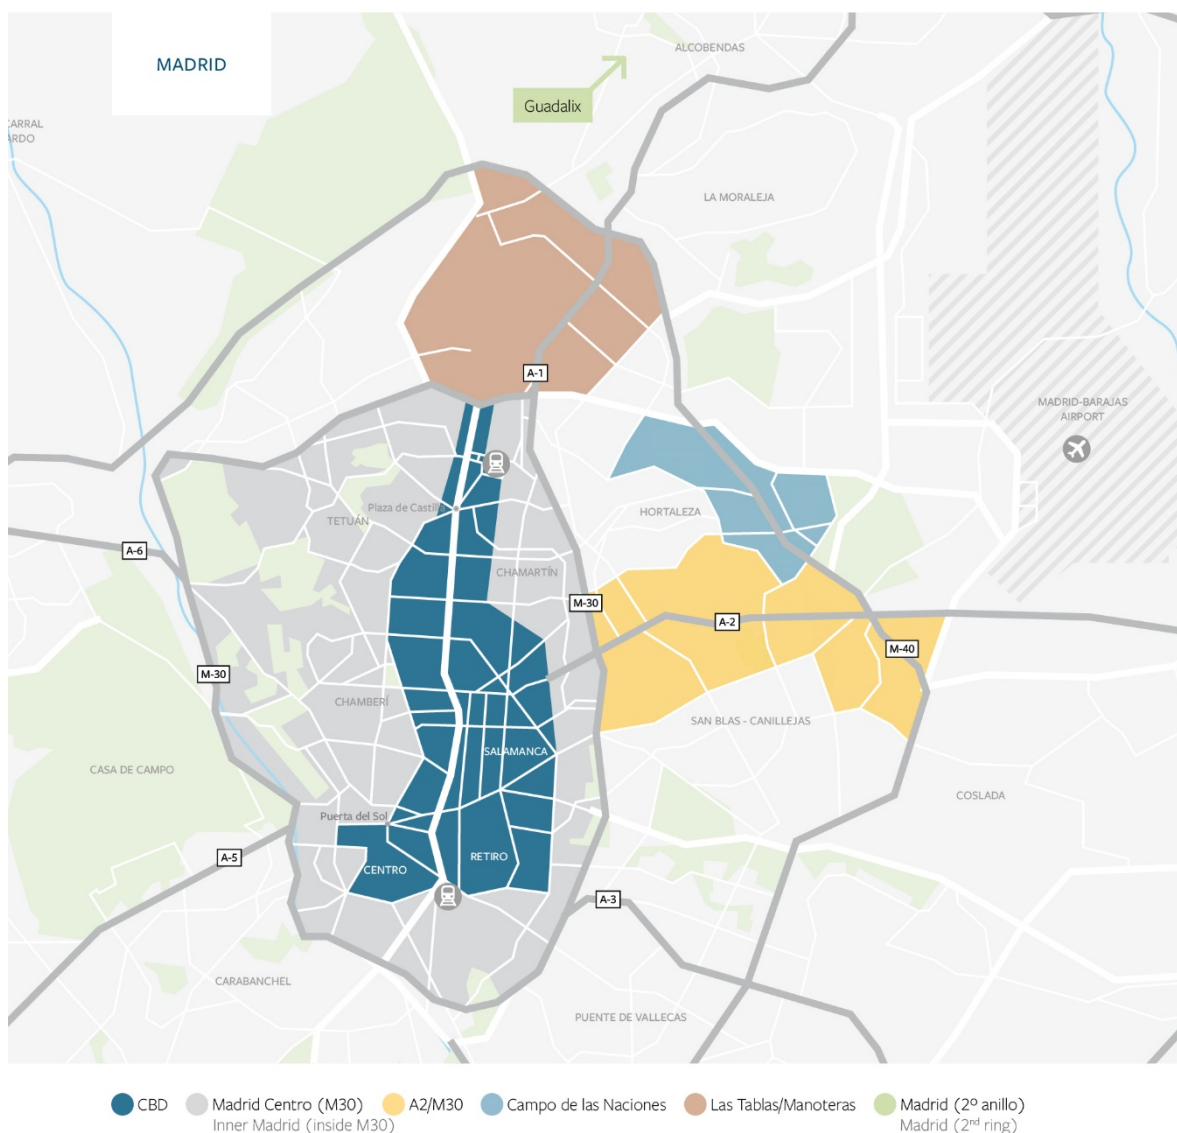 MADRID
ALCOBENDAS
Guadalix
CARRAL
ARDO
LA MORALEJA
A-1
MADRID-BARAJAS
AIRPORT
Plaza de Castilla
HORTALEZA
TETUÁN
A-6
CHAMARTÍN
M-30
A-2
M-40
M-30
CHAMBERÍ
SAN BLAS - CANILLEJAS
SALAMANCA
CASA DE CAMPO
COSLADA
Puerta del Sol
A-5
RETIRO
CENTRO
A-3
CARABANCHEL
PUENTE DE VALLECAS
CBD
Madrid Centro (M30)
Inner Madrid (inside M30)
A2/M30
Campo de las Naciones
Las Tablas/Manoteras
Madrid (2º anillo)
Madrid (2nd ring)